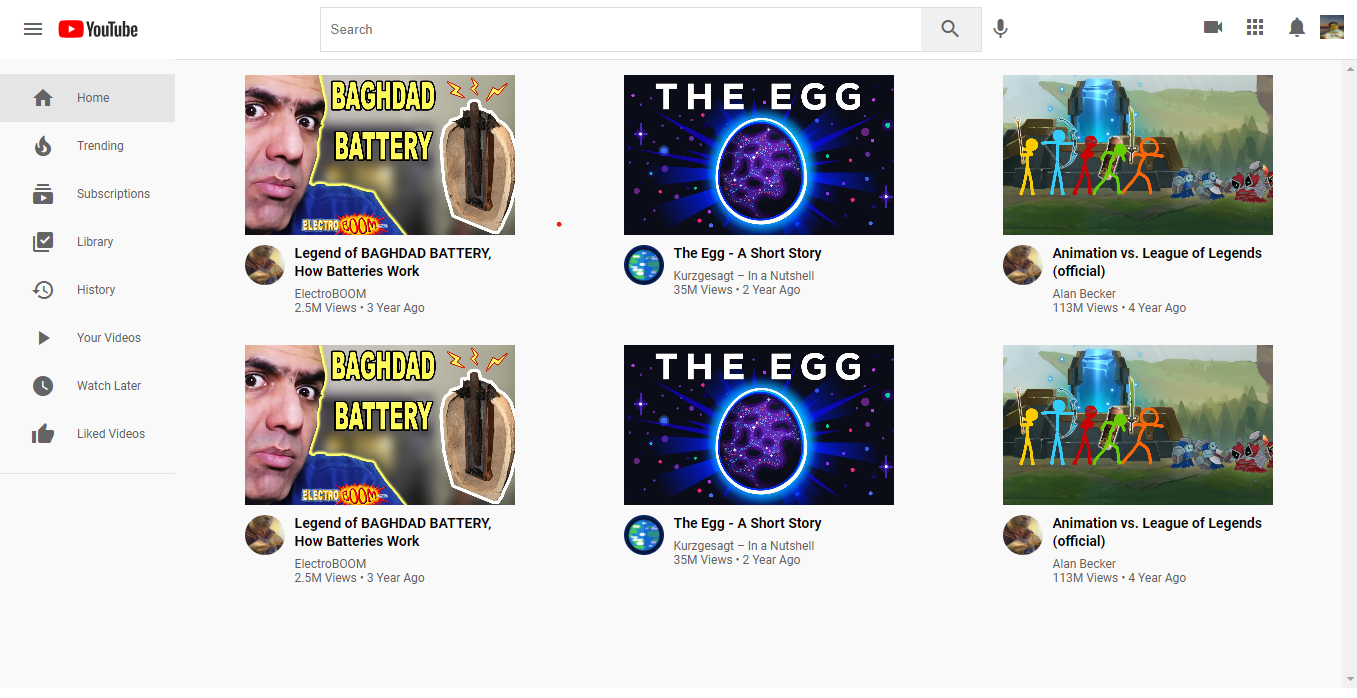 YouTube
Search
Home
Trending
Subscriptions
Library
History
Your Videos
Watch Later
Liked Videos
BAGHDAD
BATTERY
ELECTROBOOM
THE EGG
Legend of BAGHDAD BATTERY,
How Batteries Work
ElectroBOOM
2.5M Views • 3 Year Ago
The Egg - A Short Story
Kurzgesagt – In a Nutshell
35M Views • 2 Year Ago
Animation vs. League of Legends
(official)
Alan Becker
113M Views • 4 Year Ago
BAGHDAD
BATTERY
ELECTROBOOM
THE EGG
Legend of BAGHDAD BATTERY,
How Batteries Work
ElectroBOOM
2.5M Views • 3 Year Ago
The Egg - A Short Story
Kurzgesagt – In a Nutshell
35M Views • 2 Year Ago
Animation vs. League of Legends
(official)
Alan Becker
113M Views • 4 Year Ago